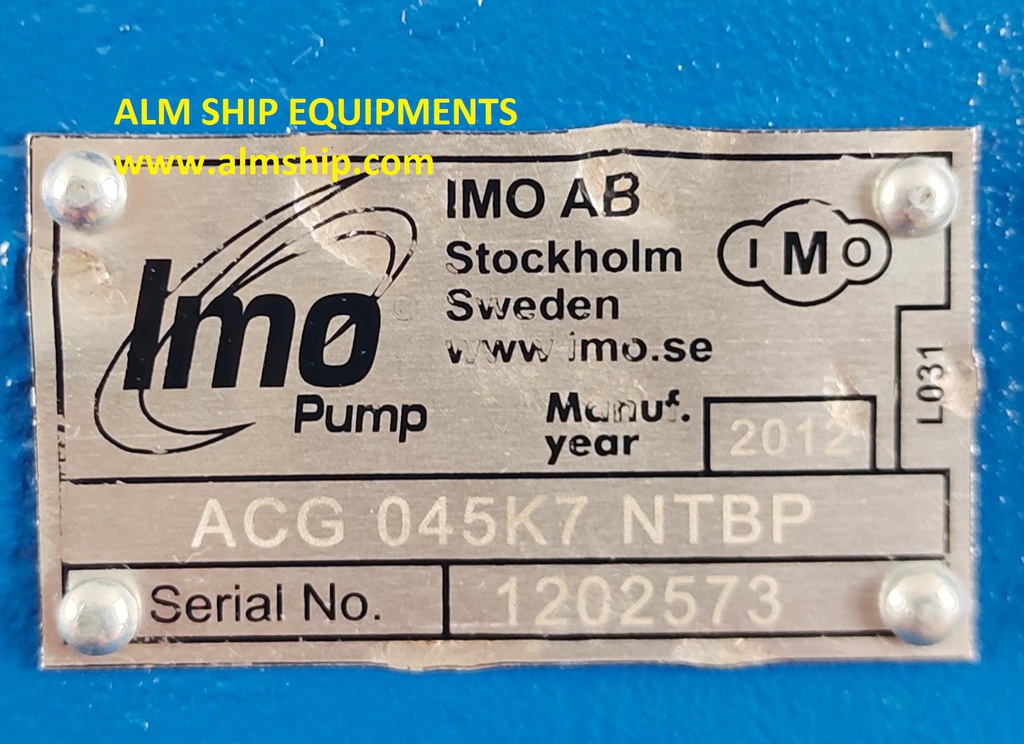 ALM SHIP EQUIPMENTS
www.almship.com
Imo
Pump
IMO AB
Stockholm
Sweden
www.imo.se
IMO
L031
Manuf.
year
2012
ACG 045K7 NTBP
Serial No. 1202573